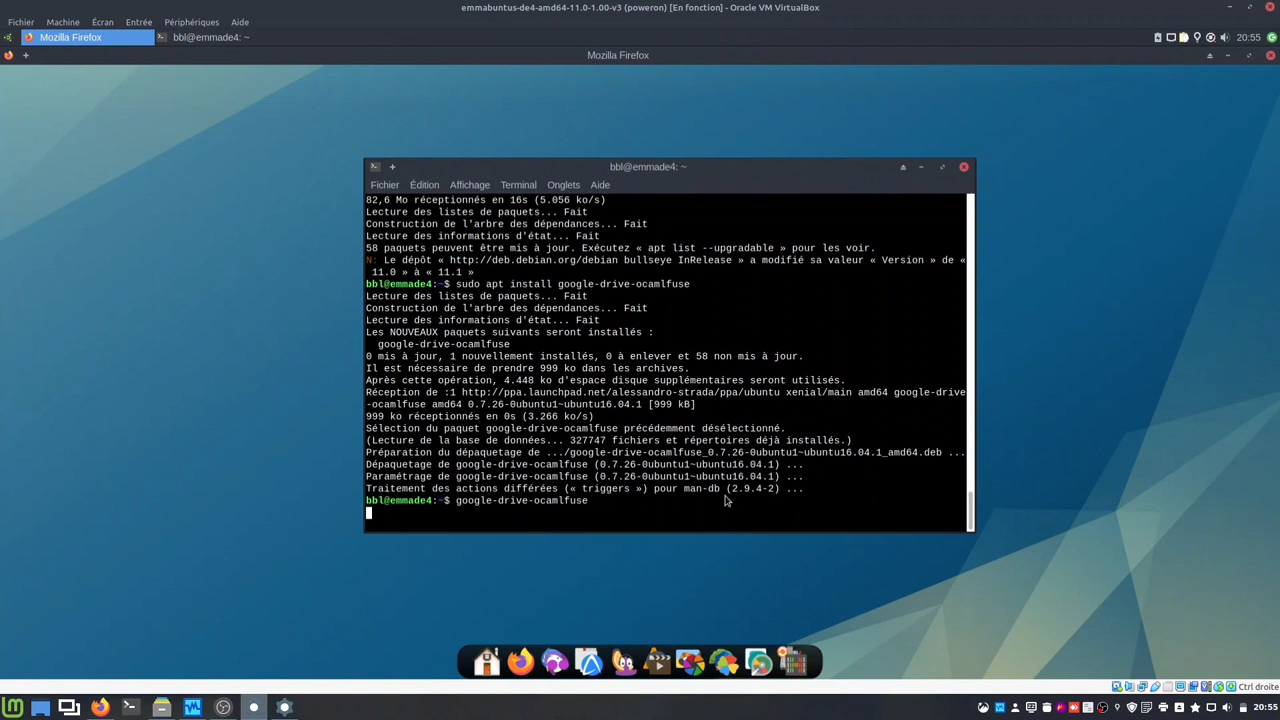 emmabuntus-de4-amd64-11.0-1.00-v3 (poweron) [En fonction] - Oracle VM VirtualBox
Fichier Machine Écran Entrée Périphériques Aide
Mozilla Firefox bbl@emmade4: ~ 20:55
Mozilla Firefox
bbl@emmade4: ~
Fichier Édition Affichage Terminal Onglets Aide
82,6 Mo réceptionnés en 16s (5.056 ko/s)
Lecture des listes de paquets... Fait
Construction de l'arbre des dépendances... Fait
Lecture des informations d'état... Fait
58 paquets peuvent être mis à jour. Exécutez « apt list --upgradable » pour les voir.
N: Le dépôt « http://deb.debian.org/debian bullseye InRelease » a modifié sa valeur « Version » de «
11.0 » à « 11.1 »
bbl@emmade4:~$ sudo apt install google-drive-ocamlfuse
Lecture des listes de paquets... Fait
Construction de l'arbre des dépendances... Fait
Lecture des informations d'état... Fait
Les NOUVEAUX paquets suivants seront installés :
google-drive-ocamlfuse
0 mis à jour, 1 nouvellement installés, 0 à enlever et 58 non mis à jour.
Il est nécessaire de prendre 999 ko dans les archives.
Après cette opération, 4.448 ko d'espace disque supplémentaires seront utilisés.
Réception de :1 http://ppa.launchpad.net/alessandro-strada/ppa/ubuntu xenial/main amd64 google-drive
-ocamlfuse amd64 0.7.26-0ubuntu1~ubuntu16.04.1 [999 kB]
999 ko réceptionnés en 0s (3.266 ko/s)
Sélection du paquet google-drive-ocamlfuse précédemment désélectionné.
(Lecture de la base de données... 327747 fichiers et répertoires déjà installés.)
Préparation du dépaquetage de .../google-drive-ocamlfuse_0.7.26-0ubuntu1~ubuntu16.04.1_amd64.deb ...
Dépaquetage de google-drive-ocamlfuse (0.7.26-0ubuntu1~ubuntu16.04.1) ...
Paramétrage de google-drive-ocamlfuse (0.7.26-0ubuntu1~ubuntu16.04.1) ...
Traitement des actions différées (« triggers ») pour man-db (2.9.4-2) ...
bbl@emmade4:~$ google-drive-ocamlfuse
Ctrl droite
20:55